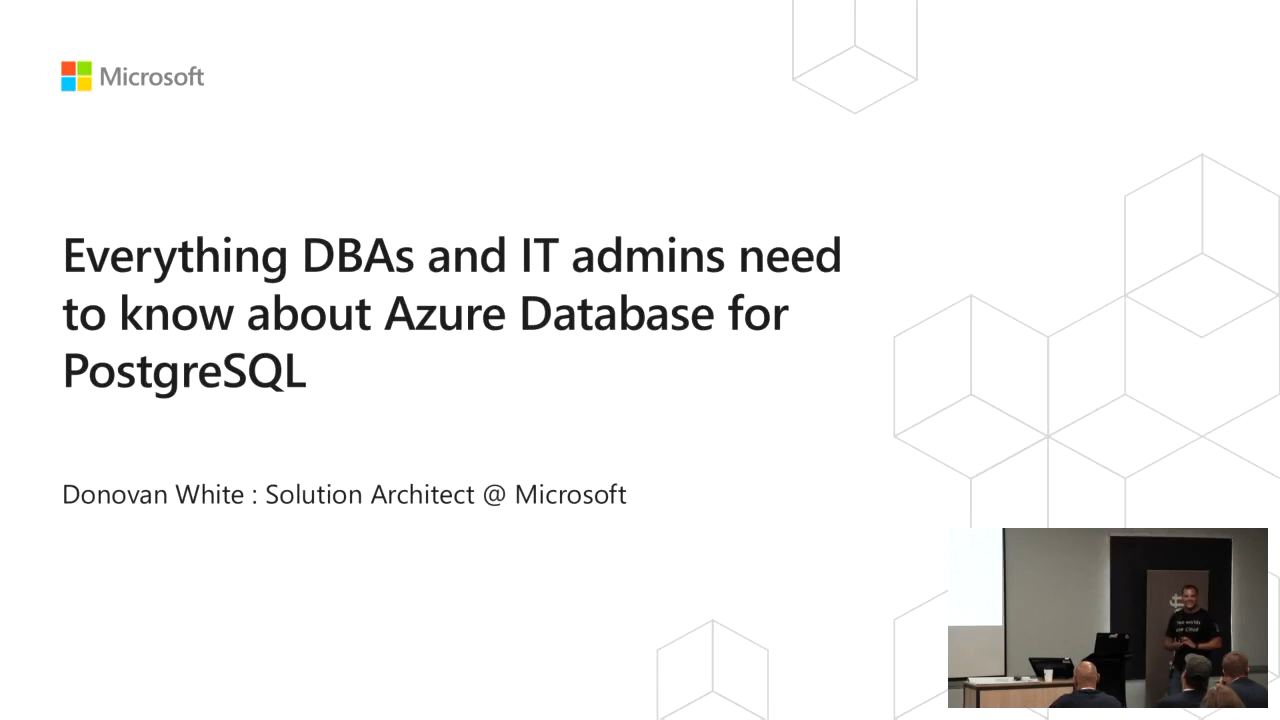 Microsoft
Everything DBAs and IT admins need
to know about Azure Database for
PostgreSQL
Donovan White : Solution Architect @ Microsoft